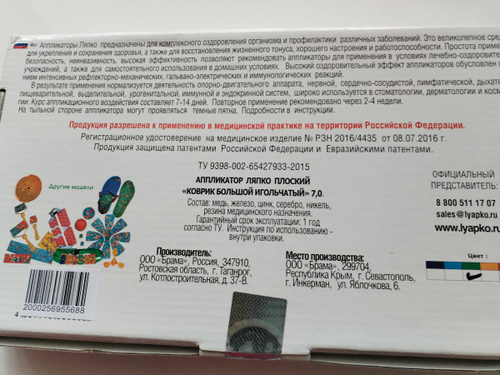 RU Аппликаторы Ляпко предназначены для комплексного оздоровления организма и профилактики различных заболеваний. Это великолепное
для укрепления и сохранения здоровья, а также для восстановления жизненного тонуса, хорошего настроения и работоспособности. Простота
безопасность, неинвазивность, высокая эффективность позволяют рекомендовать аппликаторы для применения в условиях лечебно-оздоровит
учреждений, а также для самостоятельного использования в домашних условиях. Высокий оздоровительный эффект аппликаторов обусловлен
нием интенсивных рефлекторно-механических, гальвано-электрических и иммунологических реакций.
В результате применения нормализуется деятельность опорно-двигательного аппарата, нервной, сердечно-сосудистой, лимфатической, дыхате
пищеварительной, выделительной, урогенитальной, иммунной и эндокринной систем, широко используется в стоматологии, дерматологии и косм
гии. Курс аппликационного воздействия составляет 7-14 дней. Повторное применение рекомендовано через 2-4 недели.
На тыльной стороне аппликатора могут проявляться темные пятна. Подробности в инструкции.
Продукция разрешена к применению в медицинской практике на территории Российской Федерации.
Регистрационное удостоверение на медицинское изделие № РЗН 2016/4435 от 08.07.2016 г.
Продукция защищена патентами Российской Федерации и Евразийскими патентами.
ТУ 9398-002-65427933-2015
АППЛИКАТОР ЛЯПКО ПЛОСКИЙ
«КОВРИК БОЛЬШОЙ ИГОЛЬЧАТЫЙ» 7,0.
Состав: медь, железо, цинк, серебро, никель,
резина медицинского назначения.
Гарантийный срок эксплуатации: 1 год
согласно ТУ. Инструкция по использованию -
внутри упаковки.
ОФИЦИАЛЬНЫЙ
ПРЕДСТАВИТЕЛЬ:
8 800 511 17 07
sales@lyapko.ru
www.lyapko.ru
Другие модели
Цвет :
Производитель:
ООО «Брама», Россия, 347910,
Ростовская область, г. Таганрог,
ул. Котлостроительная, д. 37-В.
Место выпуска:
ООО «Брама», 299704,
Республика Крым, г. Севастополь,
г. Инкерман, ул. Яблочкова, 6.
2000256955688
4